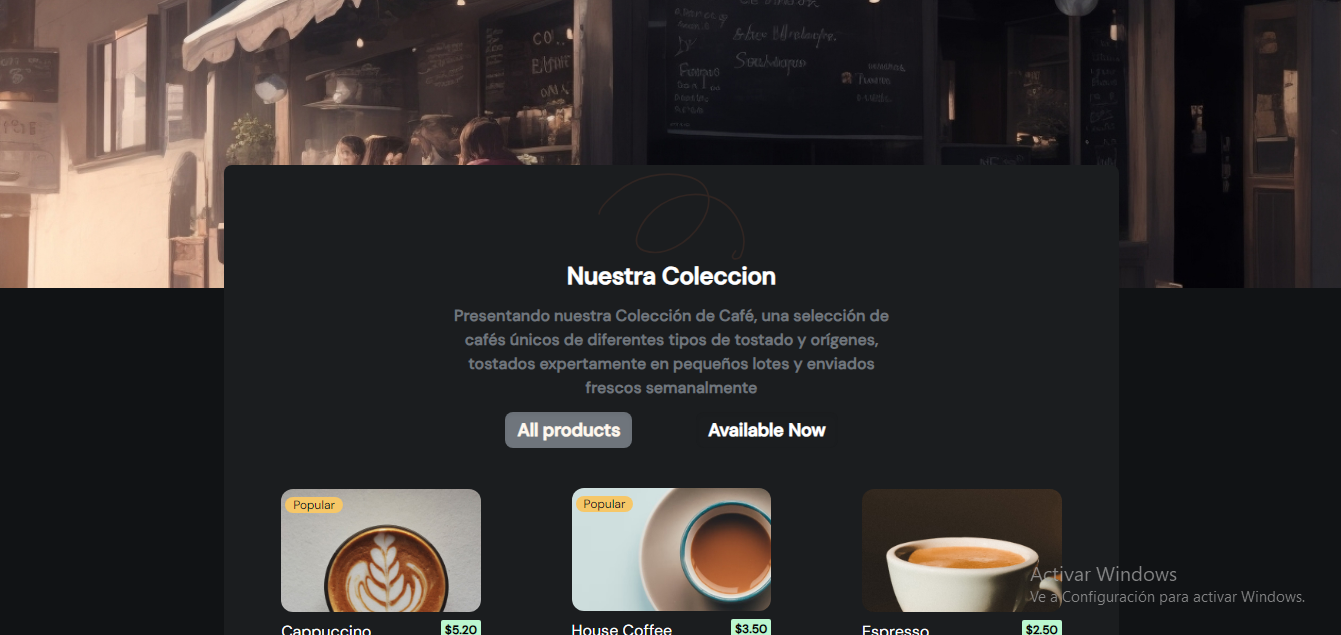 Nuestra Coleccion
Presentando nuestra Colección de Café, una selección de
cafés únicos de diferentes tipos de tostado y orígenes,
tostados expertamente en pequeños lotes y enviados
frescos semanalmente
All products
Available Now
Popular
Popular
Cappuccino
$5.20
House Coffee
$3.50
Espresso
$2.50
Activar Windows
Ve a Configuración para activar Windows.